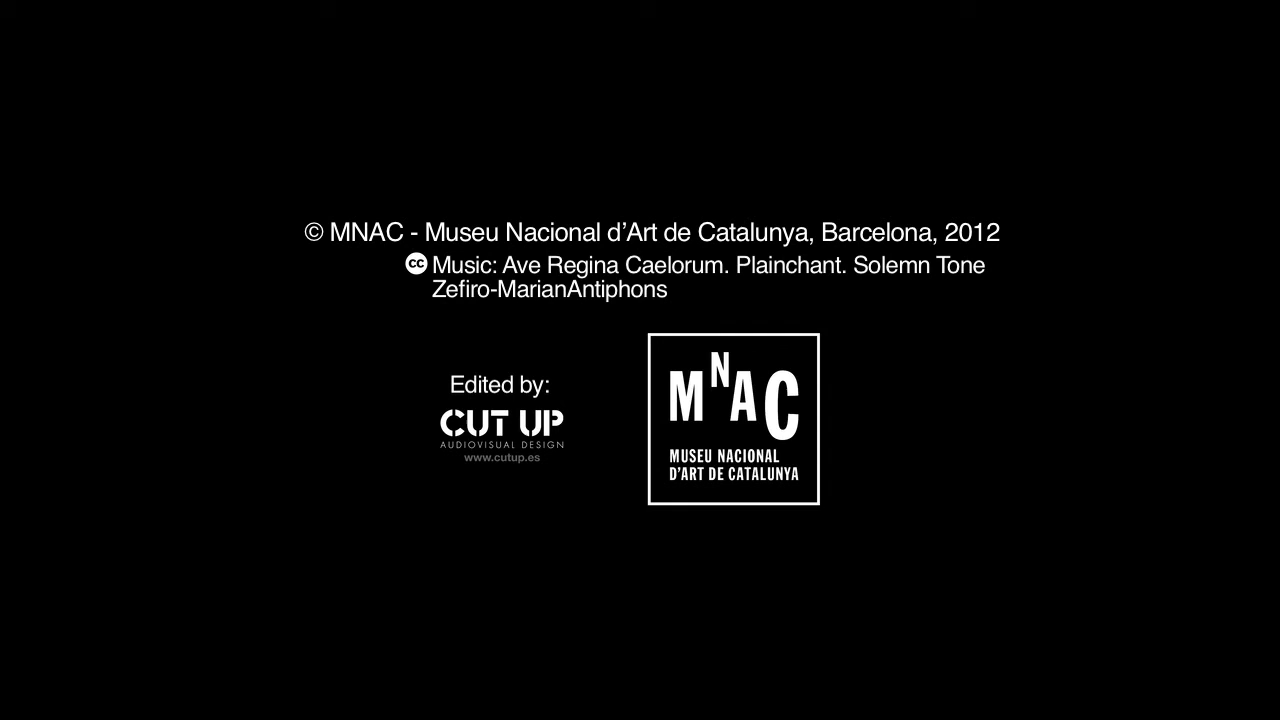 © MNAC - Museu Nacional d’Art de Catalunya, Barcelona, 2012
cc Music: Ave Regina Caelorum. Plainchant. Solemn Tone
Zefiro-MarianAntiphons
Edited by:
CUT UP
AUDIOVISUAL DESIGN
www.cutup.es
MNAC
MUSEU NACIONAL
D’ART DE CATALUNYA